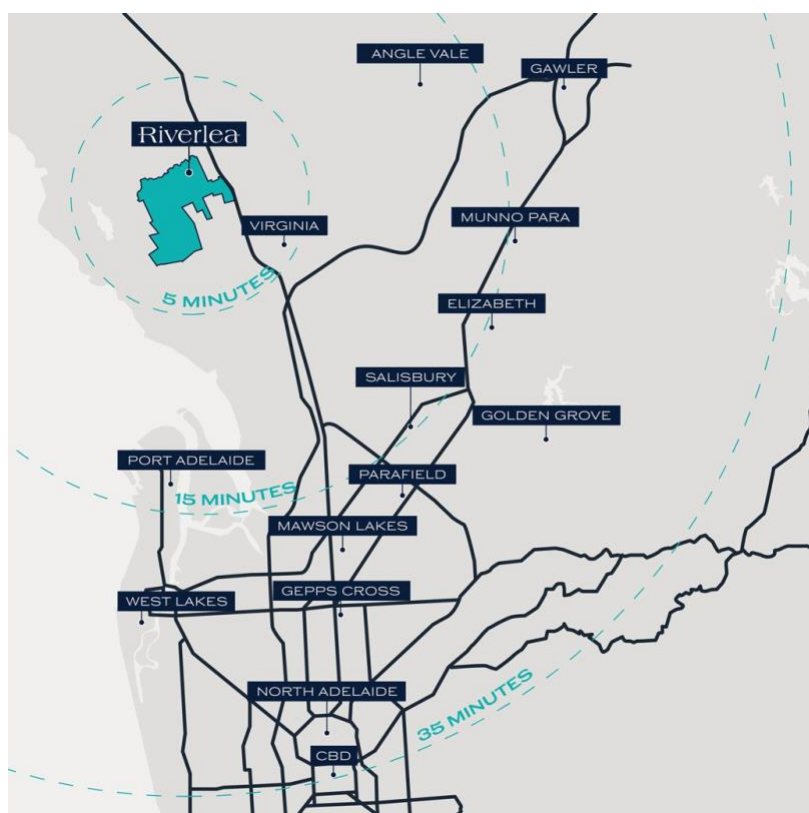 ANGLE VALE
GAWLER
Riverlea
VIRGINIA
MUNNO PARA
5 MINUTES
ELIZABETH
SALISBURY
GOLDEN GROVE
PORT ADELAIDE
PARAFIELD
15 MINUTES
MAWSON LAKES
GEPPS CROSS
WEST LAKES
NORTH ADELAIDE
35 MINUTES
CBD